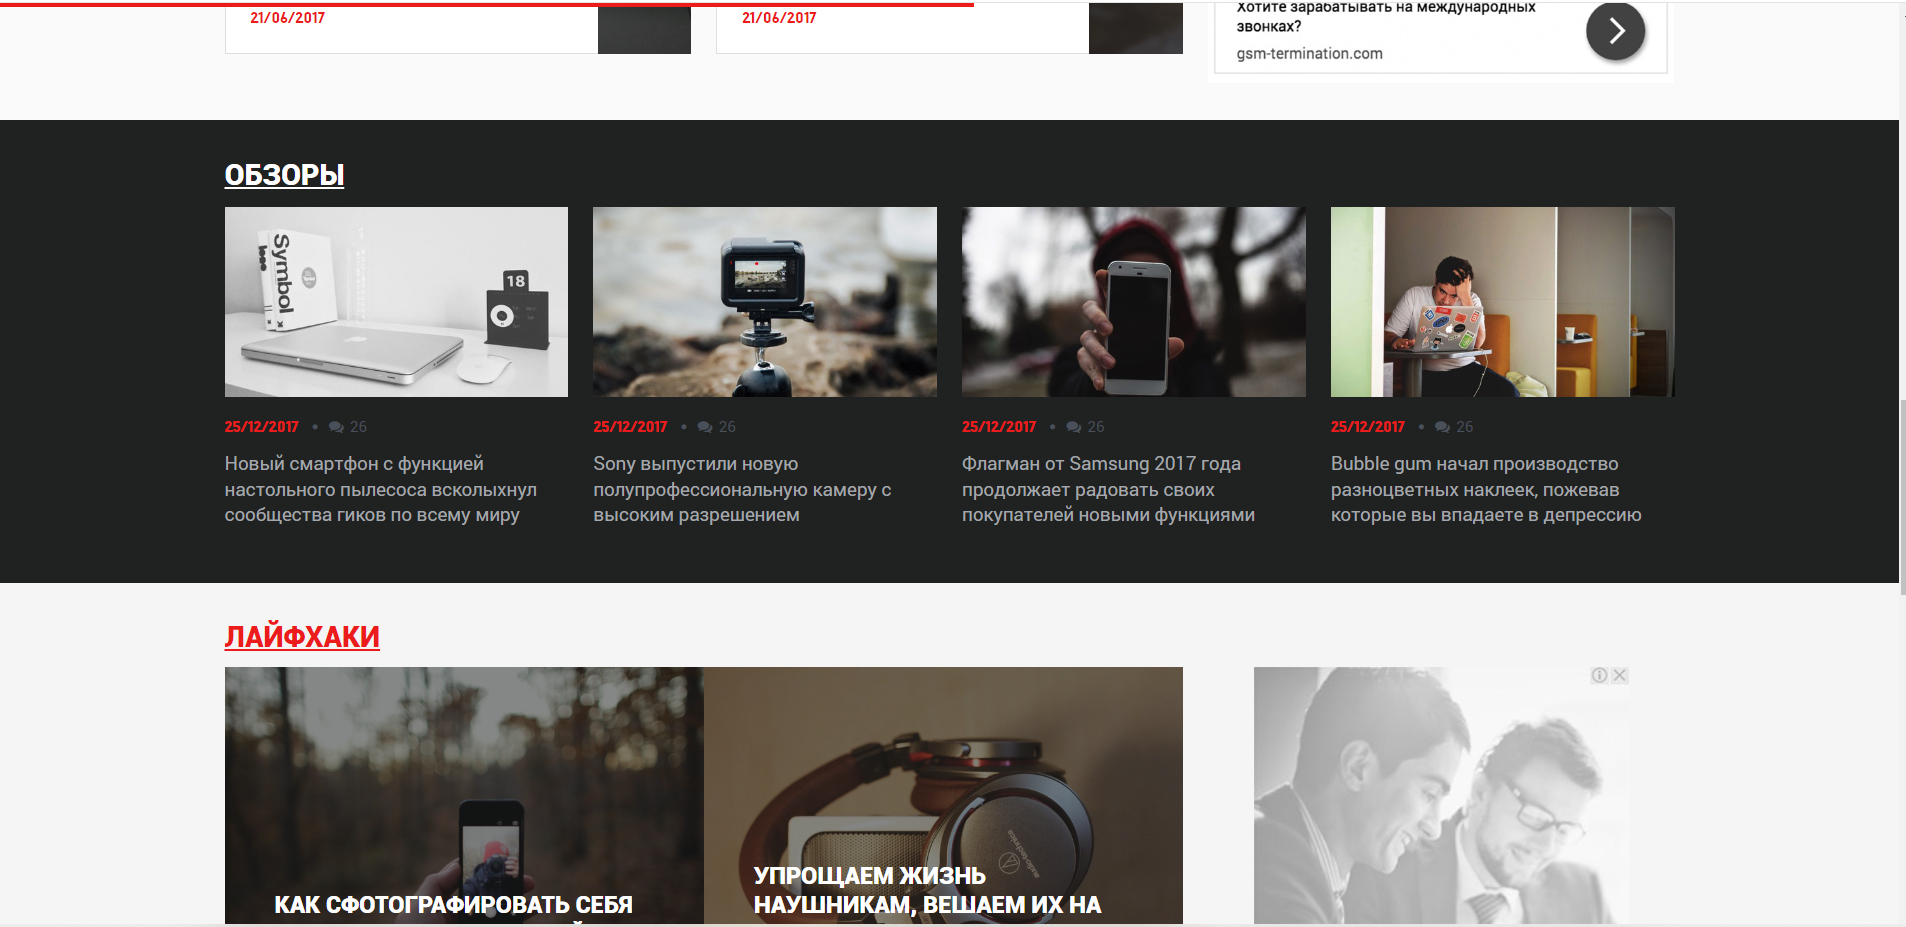 21/06/2017
21/06/2017
Хотите зарабатывать на международных
звонках?
gsm-termination.com
ОБЗОРЫ
Symbol
18
25/12/2017 • 26
Новый смартфон с функцией
настольного пылесоса всколыхнул
сообщества гиков по всему миру
25/12/2017 • 26
Sony выпустили новую
полупрофессиональную камеру с
высоким разрешением
25/12/2017 • 26
Флагман от Samsung 2017 года
продолжает радовать своих
покупателей новыми функциями
25/12/2017 • 26
Bubble gum начал производство
разноцветных наклеек, пожевав
которые вы впадаете в депрессию
ЛАЙФХАКИ
КАК СФОТОГРАФИРОВАТЬ СЕБЯ
audio-technica
УПРОЩАЕМ ЖИЗНЬ
НАУШНИКАМ, ВЕШАЕМ ИХ НА